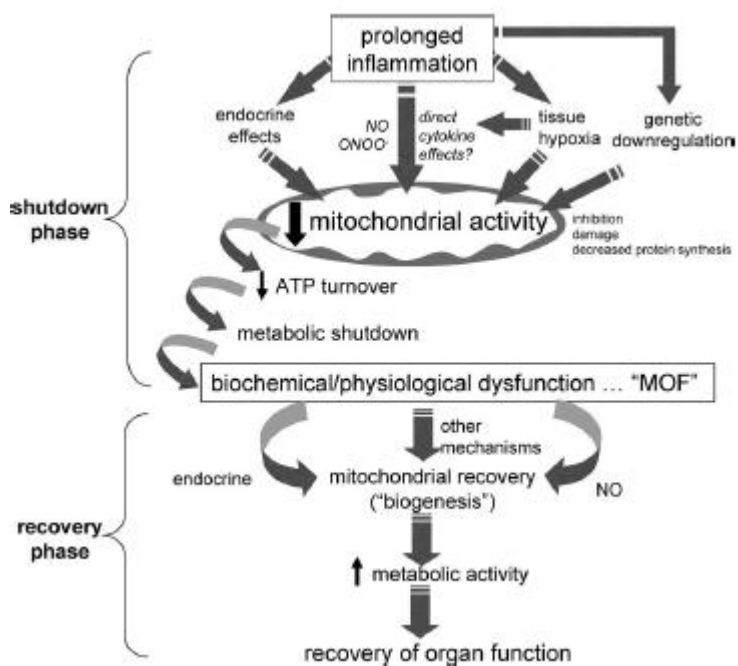 prolonged
inflammation
endocrine
effects
NO
ONOO-
direct
cytokine
effects?
tissue
hypoxia
genetic
downregulation
shutdown
phase
mitochondrial activity
inhibition
damage
decreased protein synthesis
ATP turnover
metabolic shutdown
biochemical/physiological dysfunction ... “MOF”
other
mechanisms
endocrine
mitochondrial recovery
(“biogenesis”)
NO
recovery
phase
metabolic activity
recovery of organ function